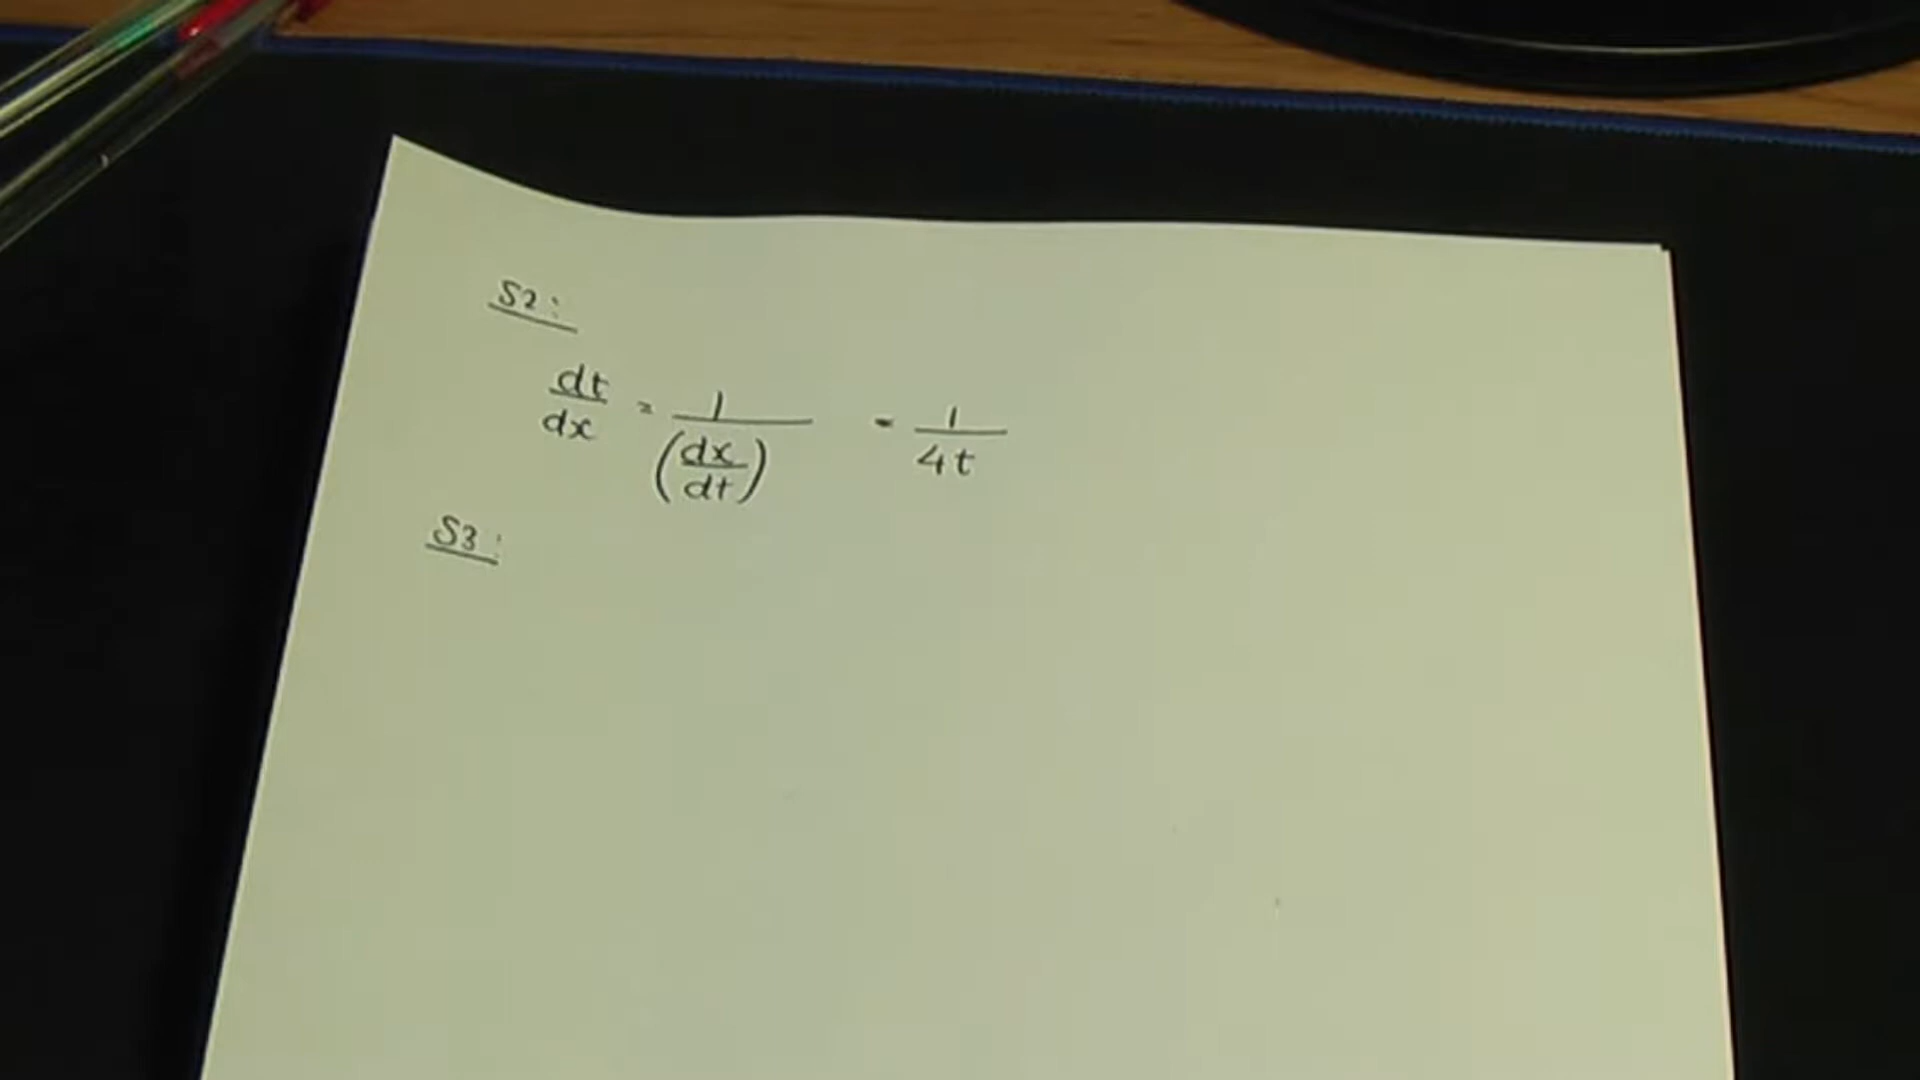 S2:
dt/dx = 1/(dx/dt) = 1/4t
S3: